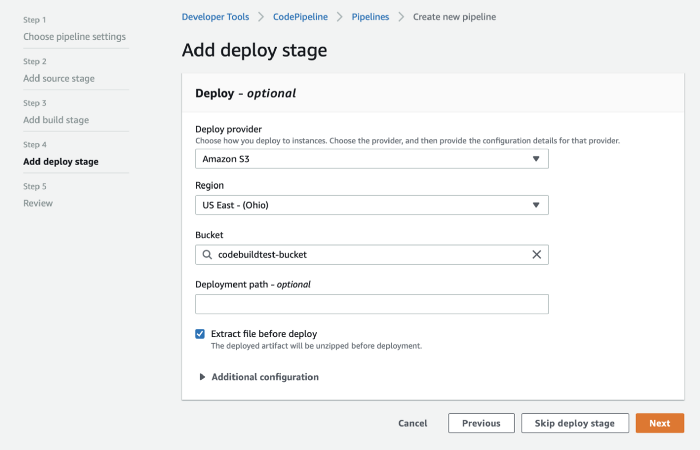 Developer Tools > CodePipeline > Pipelines > Create new pipeline
Step 1
Choose pipeline settings
Step 2
Add source stage
Step 3
Add build stage
Step 4
Add deploy stage
Step 5
Review
Add deploy stage
Deploy - optional
Deploy provider
Choose how you deploy to instances. Choose the provider, and then provide the configuration details for that provider.
Amazon S3
Region
US East - (Ohio)
Bucket
codebuildtest-bucket
Deployment path - optional
Extract file before deploy
The deployed artifact will be unzipped before deployment.
Additional configuration
Cancel
Previous
Skip deploy stage
Next